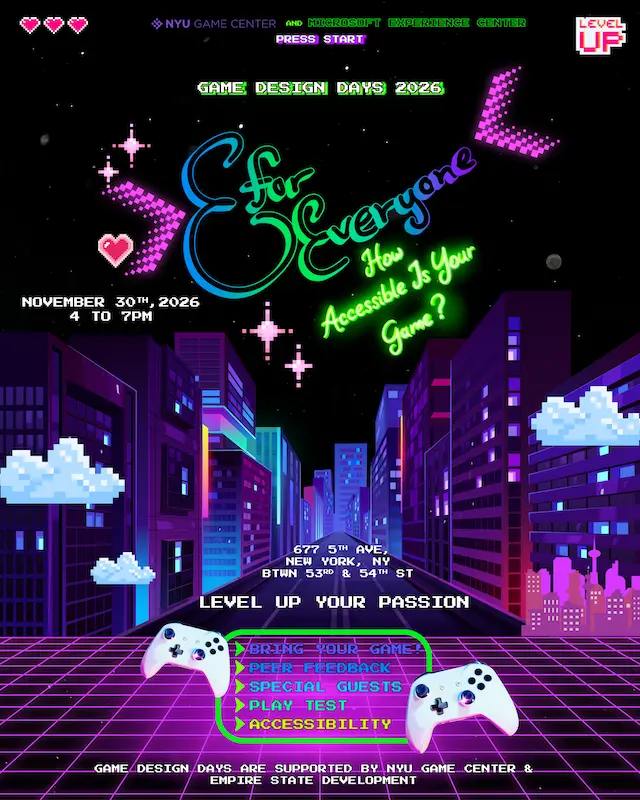 NYU GAME CENTER AND MICROSOFT EXPERIENCE CENTER
PRESS START
LEVEL
UP
GAME DESIGN DAYS 2026
E for
Everyone
How
Accessible Is Your
Game?
NOVEMBER 30TH, 2026
4 TO 7PM
677 5TH AVE,
NEW YORK, NY
BTWN 53RD & 54TH ST
LEVEL UP YOUR PASSION
BRING YOUR GAME!
PEER FEEDBACK
SPECIAL GUESTS
PLAY TEST
ACCESSIBILITY
GAME DESIGN DAYS ARE SUPPORTED BY NYU GAME CENTER &
EMPIRE STATE DEVELOPMENT